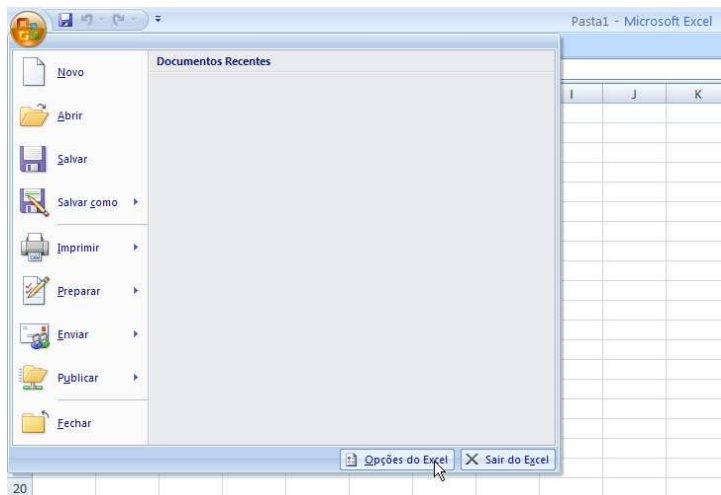 Pasta1 - Microsoft Excel
Documentos Recentes
Novo
Abrir
Salvar
Salvar como
Imprimir
Preparar
Enviar
Publicar
Fechar
Opções do Excel
Sair do Excel
I J K
20